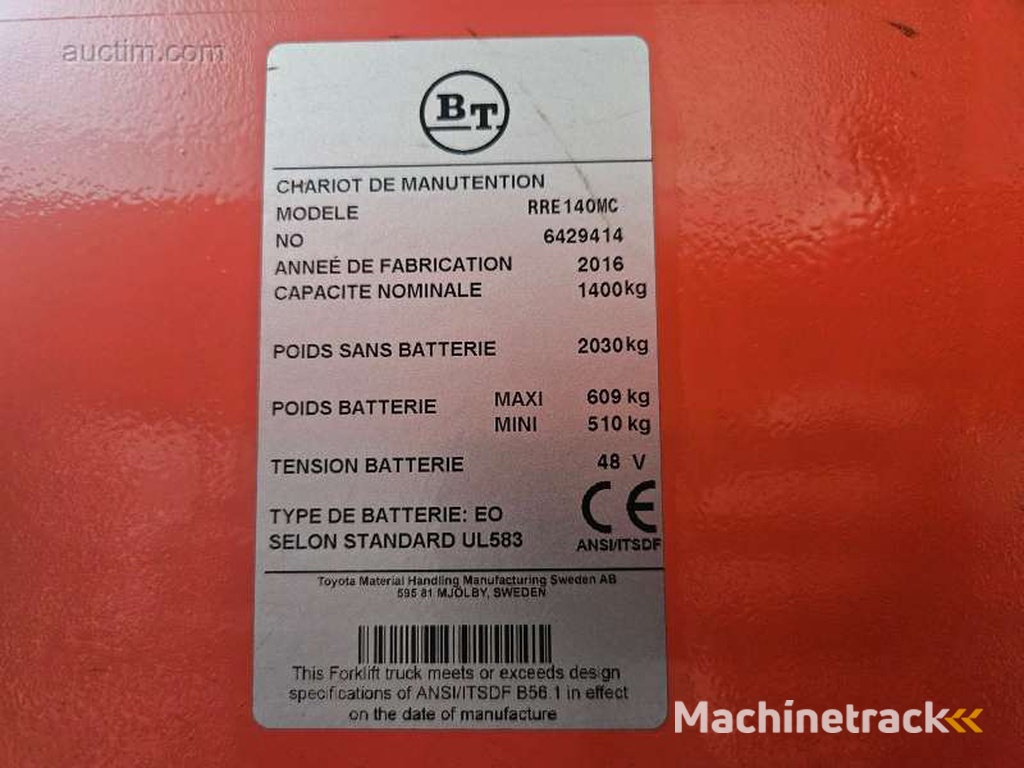 auctim.com
BT
CHARIOT DE MANUTENTION
MODELE RRE140MC
NO 6429414
ANNEÉ DE FABRICATION 2016
CAPACITE NOMINALE 1400kg
POIDS SANS BATTERIE 2030kg
POIDS BATTERIE MAXI 609 kg
MINI 510 kg
TENSION BATTERIE 48 V
TYPE DE BATTERIE: EO
SELON STANDARD UL583
CE
ANSI/ITSDF
Toyota Material Handling Manufacturing Sweden AB
595 81 MJÖLBY, SWEDEN
This Forklift truck meets or exceeds design
specifications of ANSI/ITSDF B56.1 in effect
on the date of manufacture
Machinetrack